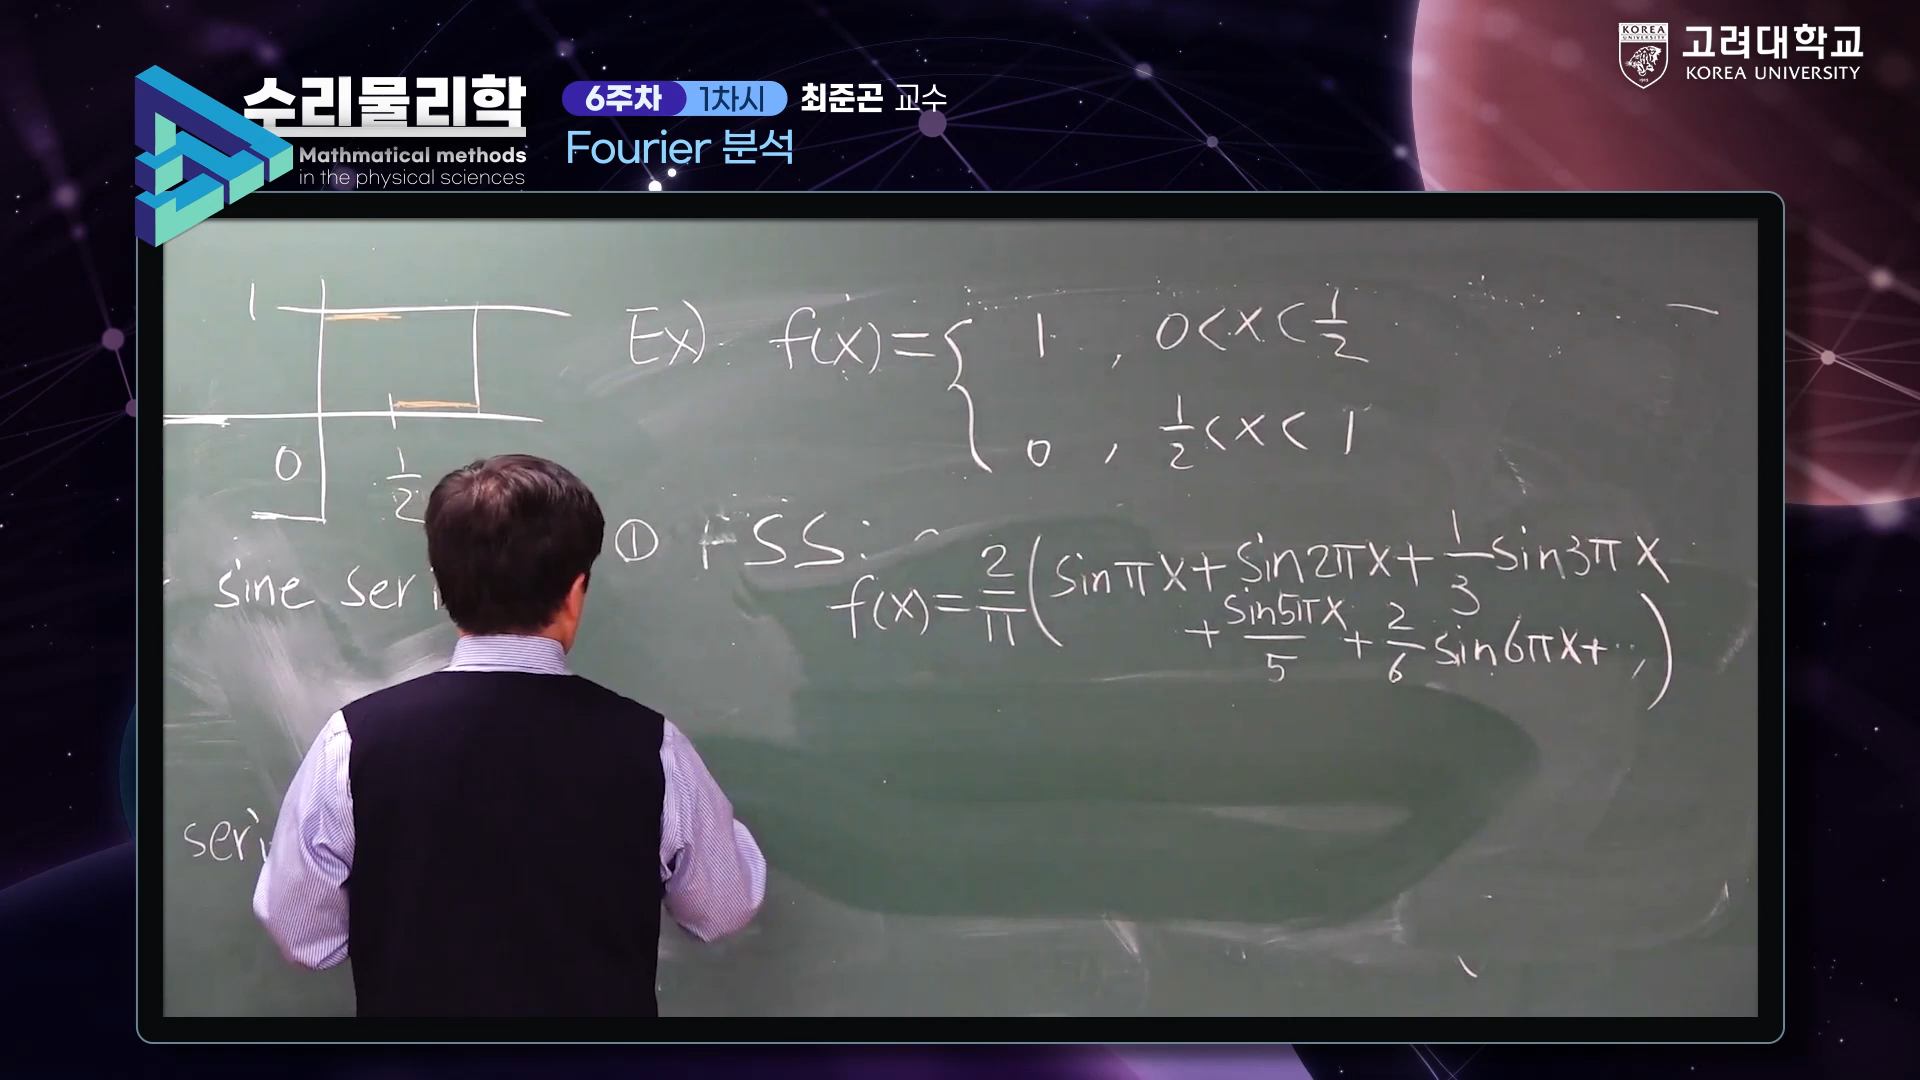 수리물리학
Mathmatical methods
in the physical sciences
6주차 1차시 최준곤 교수
Fourier 분석
KOREA
UNIVERSITY
고려대학교
KOREA UNIVERSITY
1
0
1/2
sine seri
seri
Ex) f(x) = { 1 , 0<x<1/2
0 , 1/2<x<1
① FSS:
f(x) = 2/π ( sinπx + sin2πx + 1/3 sin3πx
+ sin5πx/5 + 2/6 sin6πx + ⋯ )